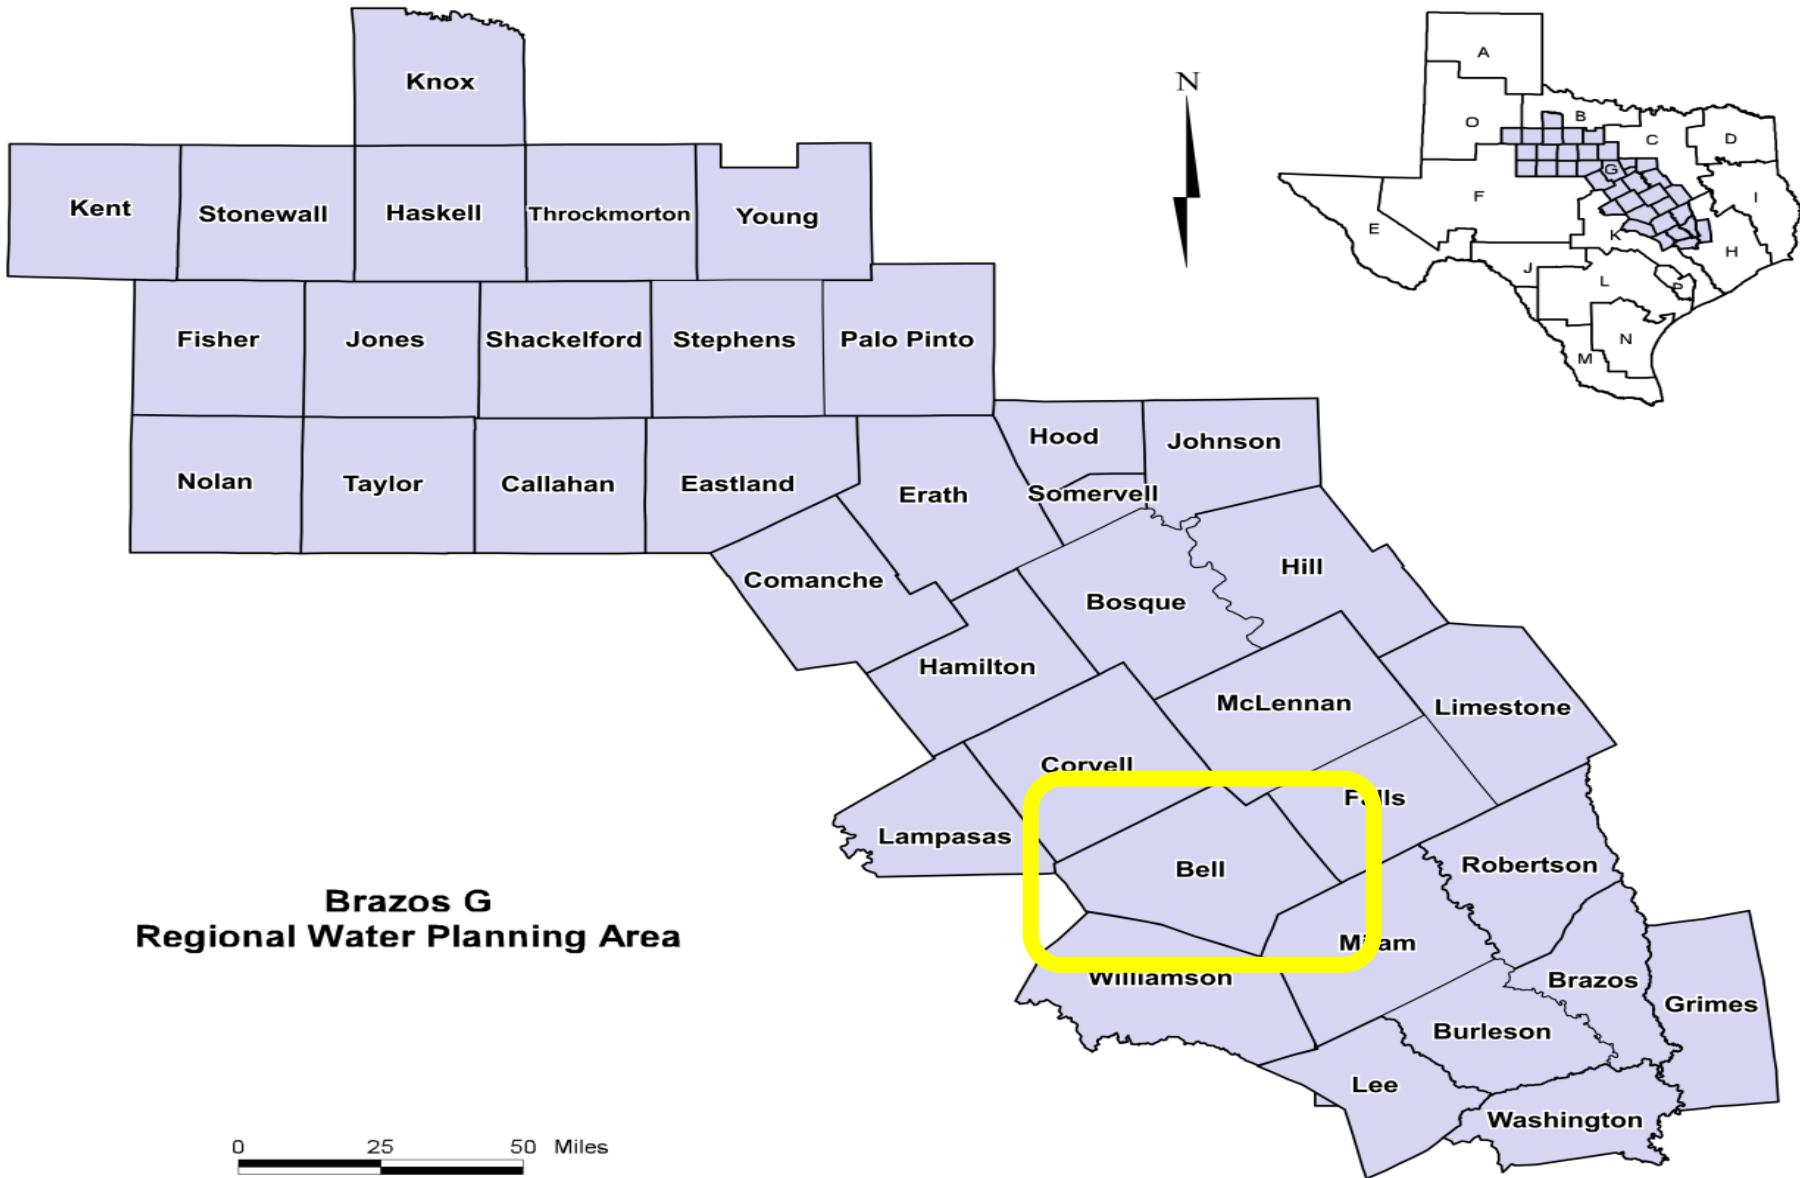 Knox
N
A
B
O
C
D
G
F
I
E
K
H
J
L
P
N
M
Kent
Stonewall
Haskell
Throckmorton
Young
Fisher
Jones
Shackelford
Stephens
Palo Pinto
Hood
Johnson
Nolan
Taylor
Callahan
Eastland
Erath
Somervell
Comanche
Hill
Bosque
Hamilton
McLennan
Limestone
Coryell
Falls
Lampasas
Bell
Robertson
Brazos G
Regional Water Planning Area
Milam
Williamson
Brazos
Grimes
Burleson
Lee
Washington
0 25 50 Miles